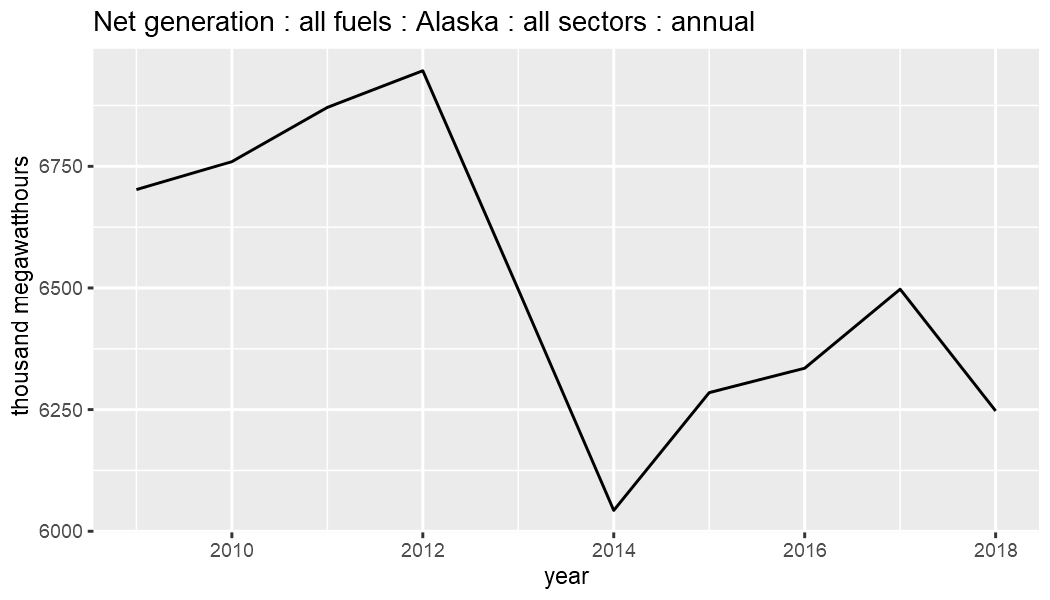 Net generation : all fuels : Alaska : all sectors : annual
thousand megawatthours
6750
6500
6250
6000
2010 2012 2014 2016 2018
year